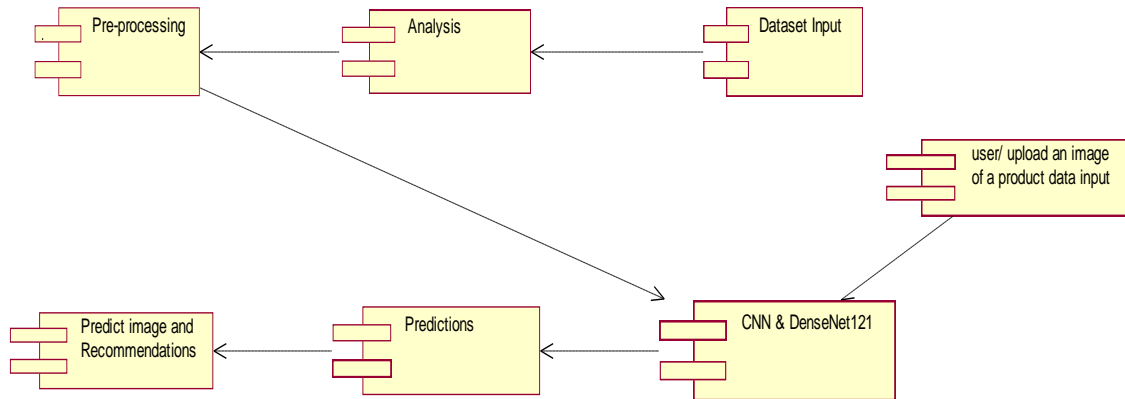 Pre-processing
.
Analysis
Dataset Input
user/ upload an image
of a product data input
Predict image and
Recommendations
Predictions
CNN & DenseNet121